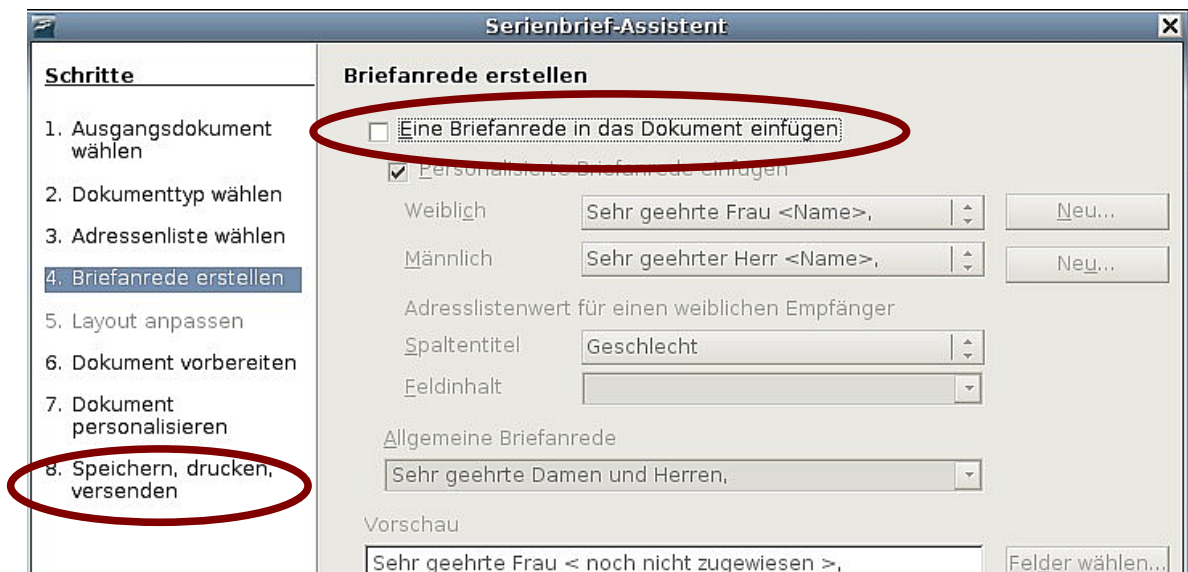 Serienbrief-Assistent
Schritte
1. Ausgangsdokument
wählen
2. Dokumenttyp wählen
3. Adressenliste wählen
4. Briefanrede erstellen
5. Layout anpassen
6. Dokument vorbereiten
7. Dokument
personalisieren
8. Speichern, drucken,
versenden
Briefanrede erstellen
Eine Briefanrede in das Dokument einfügen
Personalisierte Briefanrede einfügen
Weiblich
Sehr geehrte Frau <Name>,
Neu...
Männlich
Sehr geehrter Herr <Name>,
Neu...
Adresslistenwert für einen weiblichen Empfänger
Spaltentitel
Geschlecht
Feldinhalt
Allgemeine Briefanrede
Sehr geehrte Damen und Herren,
Vorschau
Sehr geehrte Frau < noch nicht zugewiesen >,
Felder wählen...